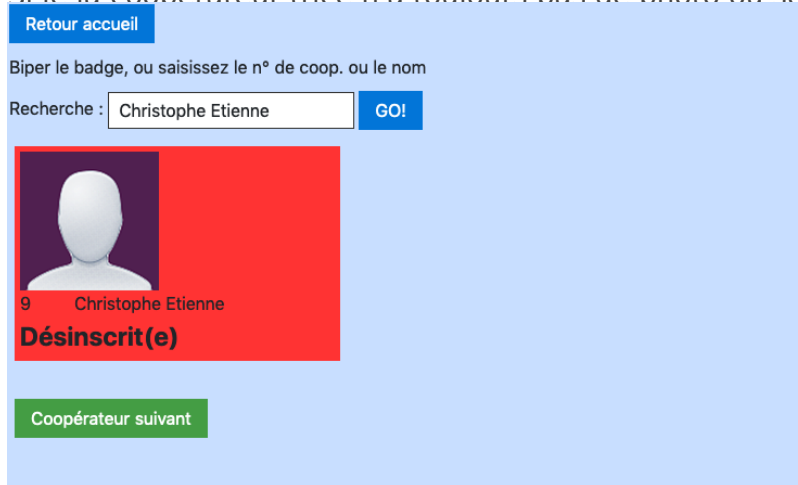 Retour accueil
Biper le badge, ou saisissez le n° de coop. ou le nom
Recherche : Christophe Etienne GO!
9 Christophe Etienne
Désinscrit(e)
Coopérateur suivant